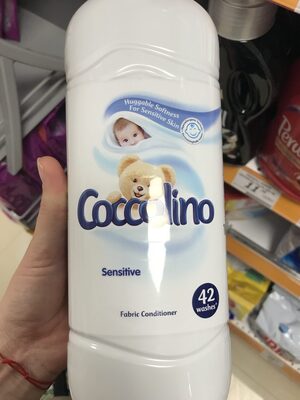 Huggable Softness
For Sensitive Skin
Coccolino
Sensitive
42
washes*
Fabric Conditioner